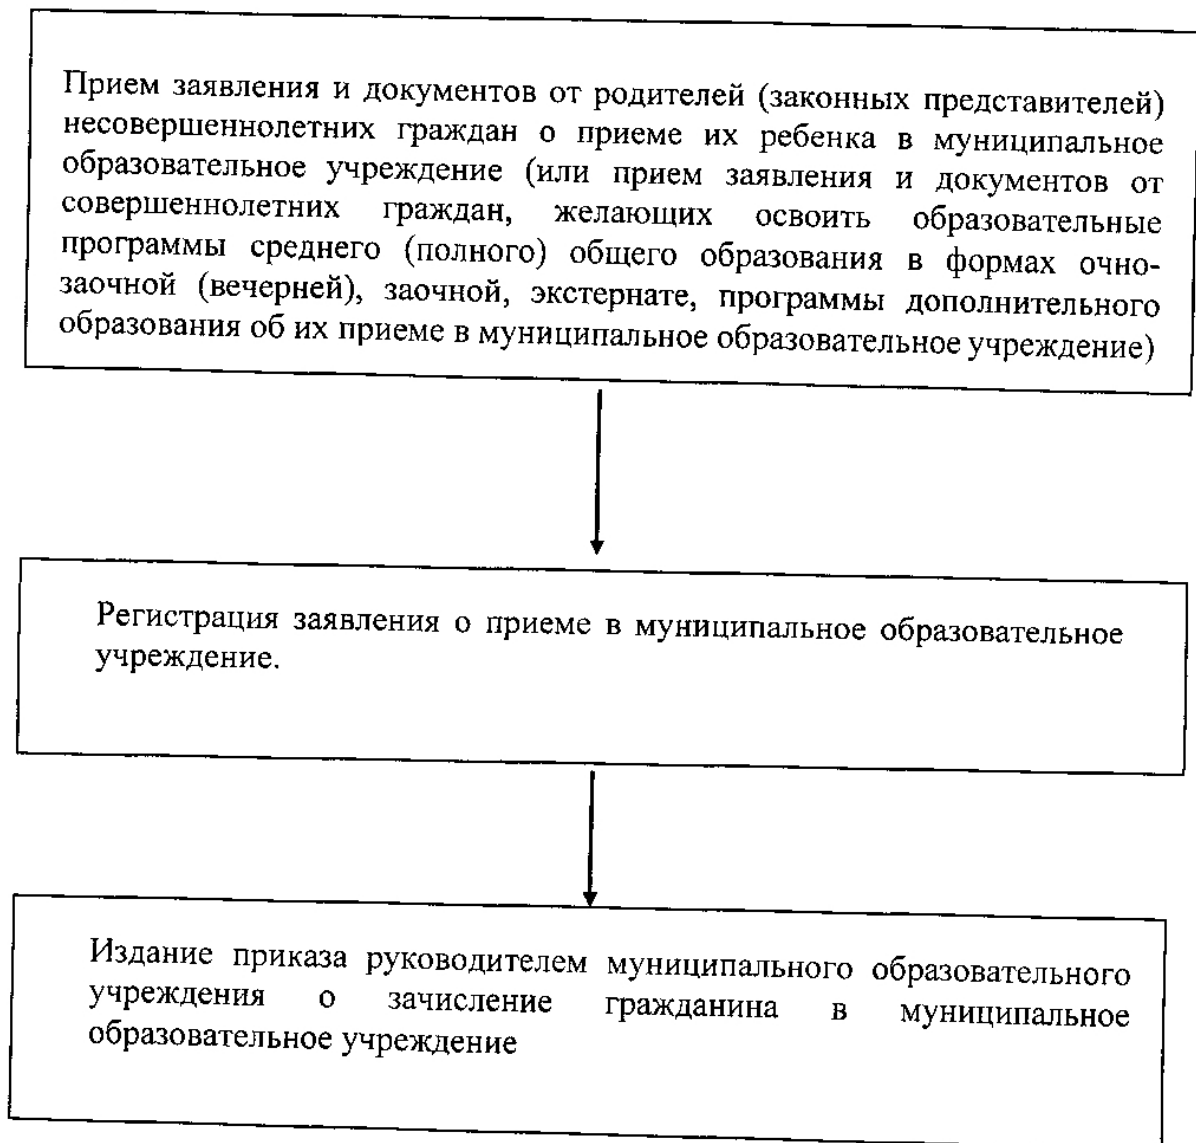 Прием заявления и документов от родителей (законных представителей)
несовершеннолетних граждан о приеме их ребенка в муниципальное
образовательное учреждение (или прием заявления и документов от
совершеннолетних граждан, желающих освоить образовательные
программы среднего (полного) общего образования в формах очно-
заочной (вечерней), заочной, экстернате, программы дополнительного
образования об их приеме в муниципальное образовательное учреждение)
Регистрация заявления о приеме в муниципальное образовательное
учреждение.
Издание приказа руководителем муниципального образовательного
учреждения о зачисление гражданина в муниципальное
образовательное учреждение